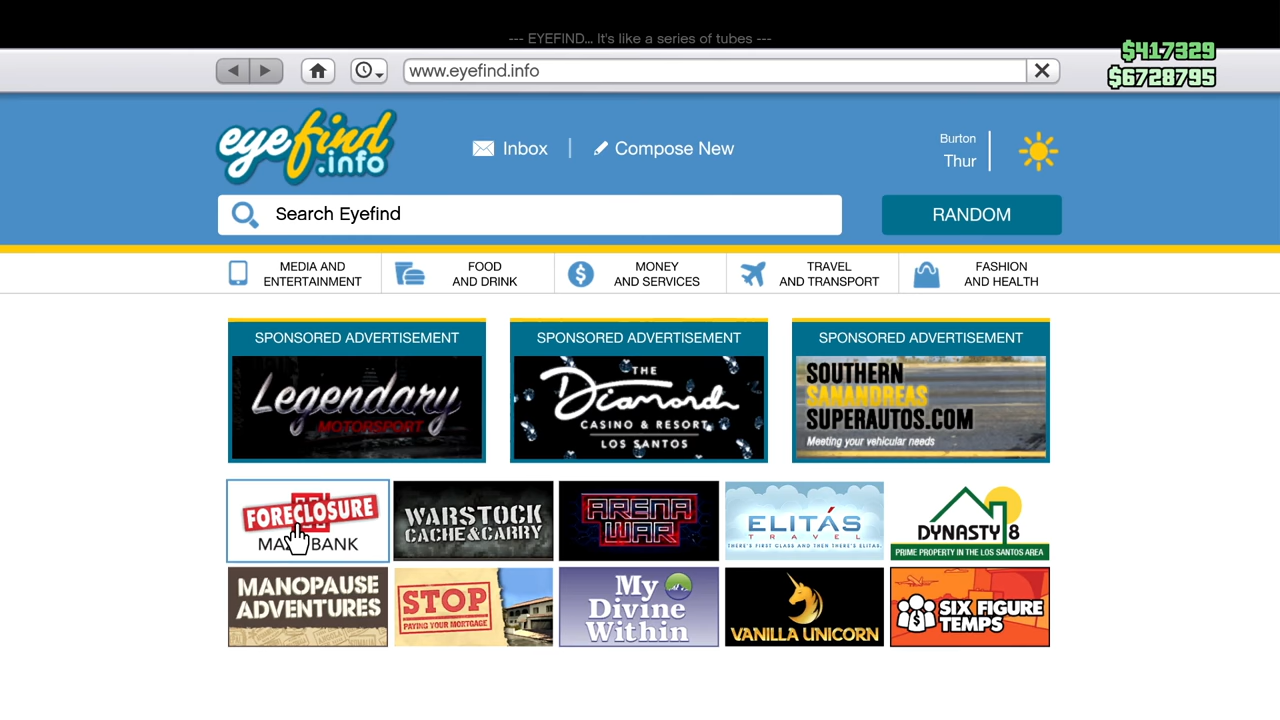 --- EYEFIND... It's like a series of tubes ---
$417329
www.eyefind.info
$6728795
eyefind
.info
Inbox
Compose New
Burton
Thur
Search Eyefind
RANDOM
MEDIA AND
ENTERTAINMENT
FOOD
AND DRINK
MONEY
AND SERVICES
TRAVEL
AND TRANSPORT
FASHION
AND HEALTH
SPONSORED ADVERTISEMENT
Legendary
MOTORSPORT
SPONSORED ADVERTISEMENT
THE
Diamond
CASINO & RESORT
LOS SANTOS
SPONSORED ADVERTISEMENT
SOUTHERN
SANANDREAS
SUPERAUTOS.COM
Meeting your vehicular needs
FORECLOSURE
BANK
WARSTOCK
CACHE&CARRY
ARENA
WAR
ELITÁS
TRAVEL
THERE'S FIRST CLASS AND THEN THERE'S ELITAS.
DYNASTY 8
PRIME PROPERTY IN THE LOS SANTOS AREA
MANOPAUSE
ADVENTURES
STOP
PAYING YOUR MORTGAGE
My
Divine
Within
VANILLA UNICORN
SIX FIGURE
TEMPS